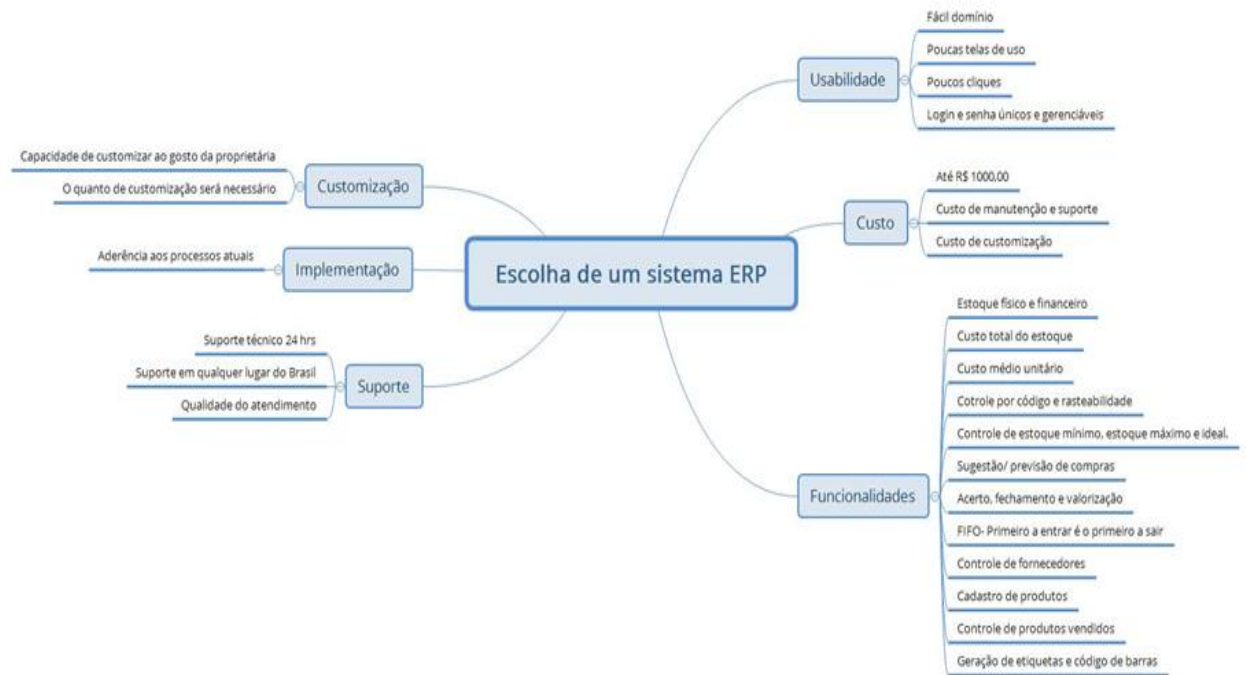 Escolha de um sistema ERP
Usabilidade
Fácil domínio
Poucas telas de uso
Poucos cliques
Login e senha únicos e gerenciáveis
Custo
Até R$ 1000,00
Custo de manutenção e suporte
Custo de customização
Funcionalidades
Estoque físico e financeiro
Custo total do estoque
Custo médio unitário
Cotrole por código e rasteabilidade
Controle de estoque mínimo, estoque máximo e ideal.
Sugestão/ previsão de compras
Acerto, fechamento e valorização
FIFO- Primeiro a entrar é o primeiro a sair
Controle de fornecedores
Cadastro de produtos
Controle de produtos vendidos
Geração de etiquetas e código de barras
Customização
Capacidade de customizar ao gosto da proprietária
O quanto de customização será necessário
Implementação
Aderência aos processos atuais
Suporte
Suporte técnico 24 hrs
Suporte em qualquer lugar do Brasil
Qualidade do atendimento